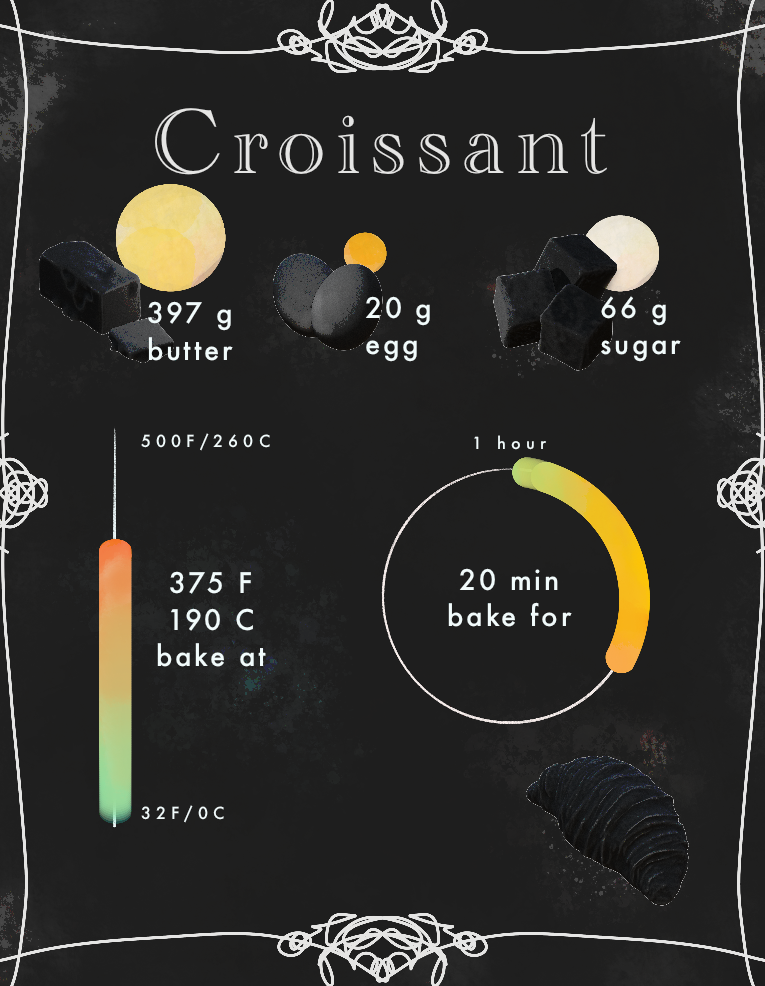 Croissant
397 g
butter
20 g
egg
66 g
sugar
500F/260C
375 F
190 C
bake at
32F/0C
1 hour
20 min
bake for